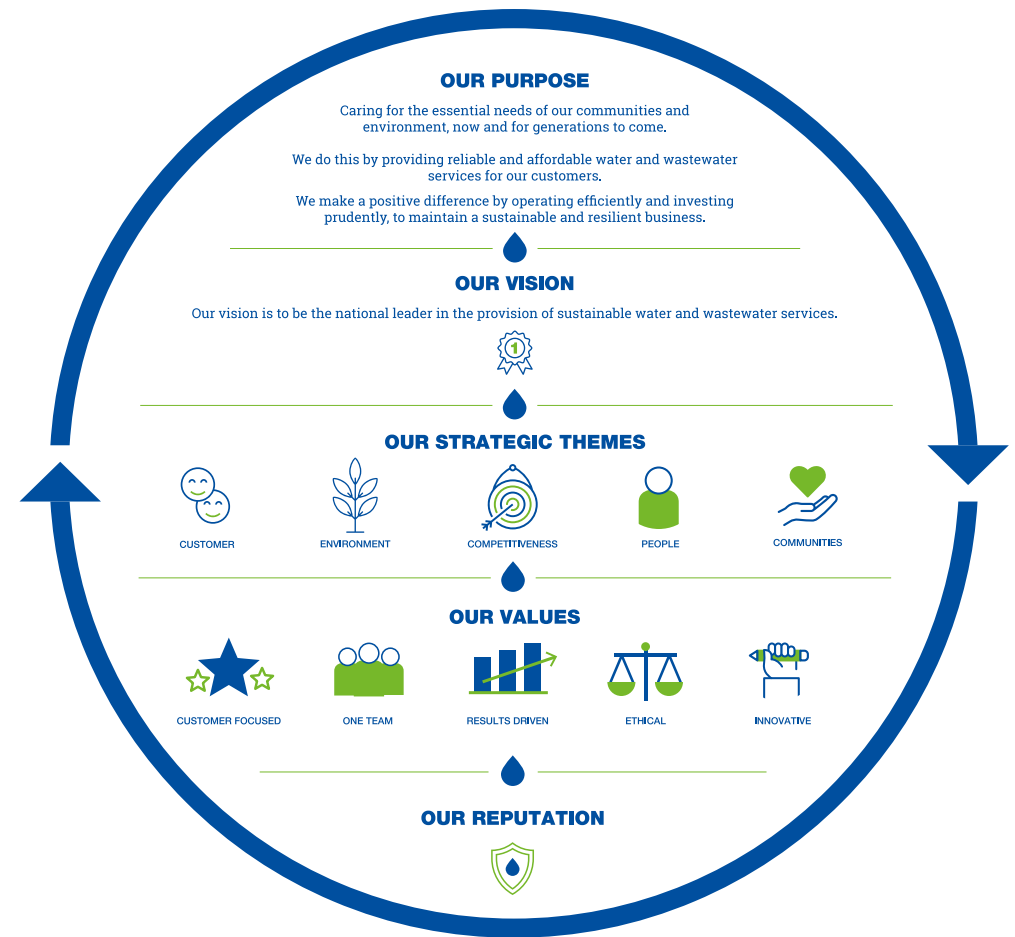 OUR PURPOSE
Caring for the essential needs of our communities and
environment, now and for generations to come.
We do this by providing reliable and affordable water and wastewater
services for our customers.
We make a positive difference by operating efficiently and investing
prudently, to maintain a sustainable and resilient business.
OUR VISION
Our vision is to be the national leader in the provision of sustainable water and wastewater services.
1
OUR STRATEGIC THEMES
CUSTOMER
ENVIRONMENT
COMPETITIVENESS
PEOPLE
COMMUNITIES
OUR VALUES
CUSTOMER FOCUSED
ONE TEAM
RESULTS DRIVEN
ETHICAL
INNOVATIVE
OUR REPUTATION